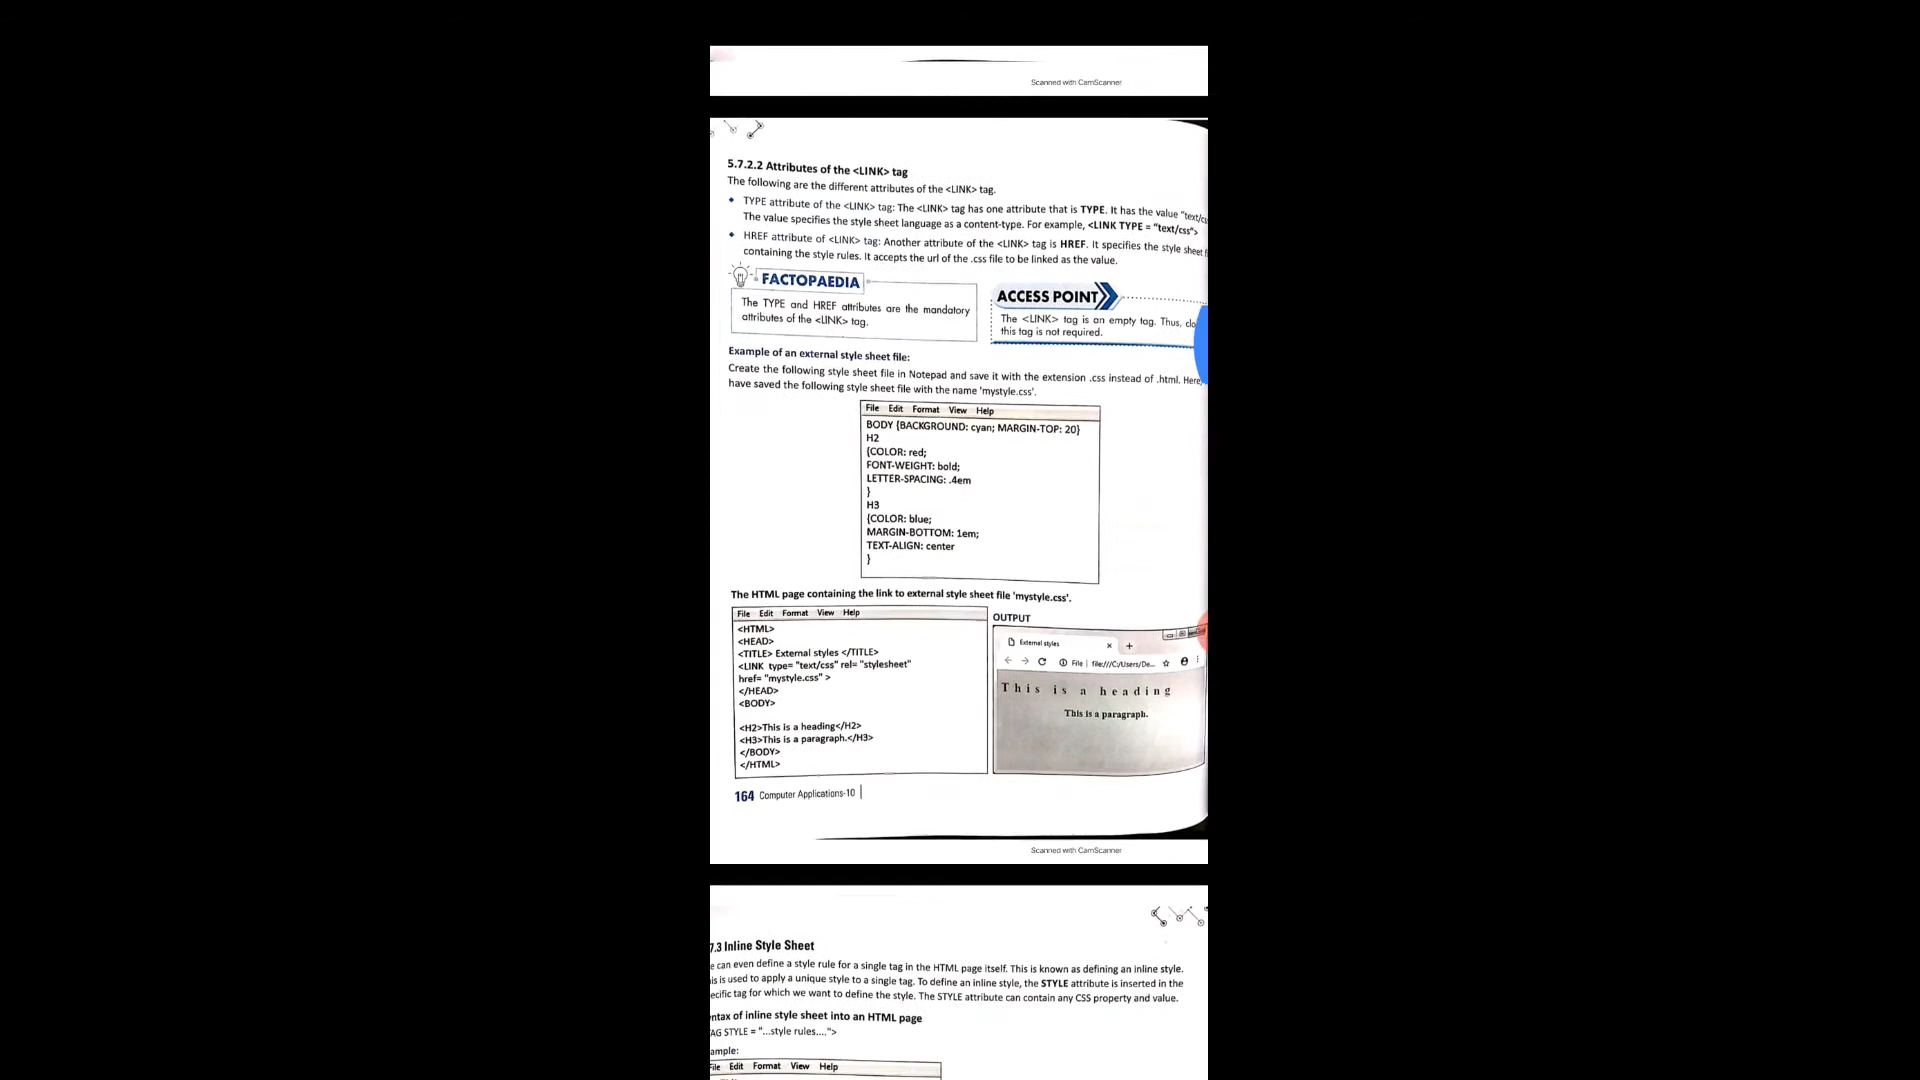 Scanned with CamScanner
5.7.2.2 Attributes of the <LINK> tag
The following are the different attributes of the <LINK> tag.
TYPE attribute of the <LINK> tag: The <LINK> tag has one attribute that is TYPE. It has the value "text/cs
The value specifies the style sheet language as a content-type. For example, <LINK TYPE = "text/css">
HREF attribute of <LINK> tag: Another attribute of the <LINK> tag is HREF. It specifies the style sheet
containing the style rules. It accepts the url of the .css file to be linked as the value.
FACTOPAEDIA
The TYPE and HREF attributes are the mandatory
attributes of the <LINK> tag.
ACCESS POINT
The <LINK> tag is an empty tag. Thus, clo
this tag is not required.
Example of an external style sheet file:
Create the following style sheet file in Notepad and save it with the extension .css instead of .html. Here,
have saved the following style sheet file with the name 'mystyle.css'.
File Edit Format View Help
BODY {BACKGROUND: cyan; MARGIN-TOP: 20}
H2
{COLOR: red;
FONT-WEIGHT: bold;
LETTER-SPACING: .4em
}
H3
{COLOR: blue;
MARGIN-BOTTOM: 1em;
TEXT-ALIGN: center
}
The HTML page containing the link to external style sheet file 'mystyle.css'.
File Edit Format View Help
<HTML>
<HEAD>
<TITLE> External styles </TITLE>
<LINK type= "text/css" rel= "stylesheet"
href= "mystyle.css" >
</HEAD>
<BODY>
<H2>This is a heading</H2>
<H3>This is a paragraph.</H3>
</BODY>
</HTML>
OUTPUT
External styles
File | file:///C:/Users/De...
This is a heading
This is a paragraph.
164 Computer Applications-10
Scanned with CamScanner
7.3 Inline Style Sheet
e can even define a style rule for a single tag in the HTML page itself. This is known as defining an inline style.
is is used to apply a unique style to a single tag. To define an inline style, the STYLE attribute is inserted in the
ecific tag for which we want to define the style. The STYLE attribute can contain any CSS property and value.
ntax of inline style sheet into an HTML page
AG STYLE = "...style rules....">
ample:
File Edit Format View Help